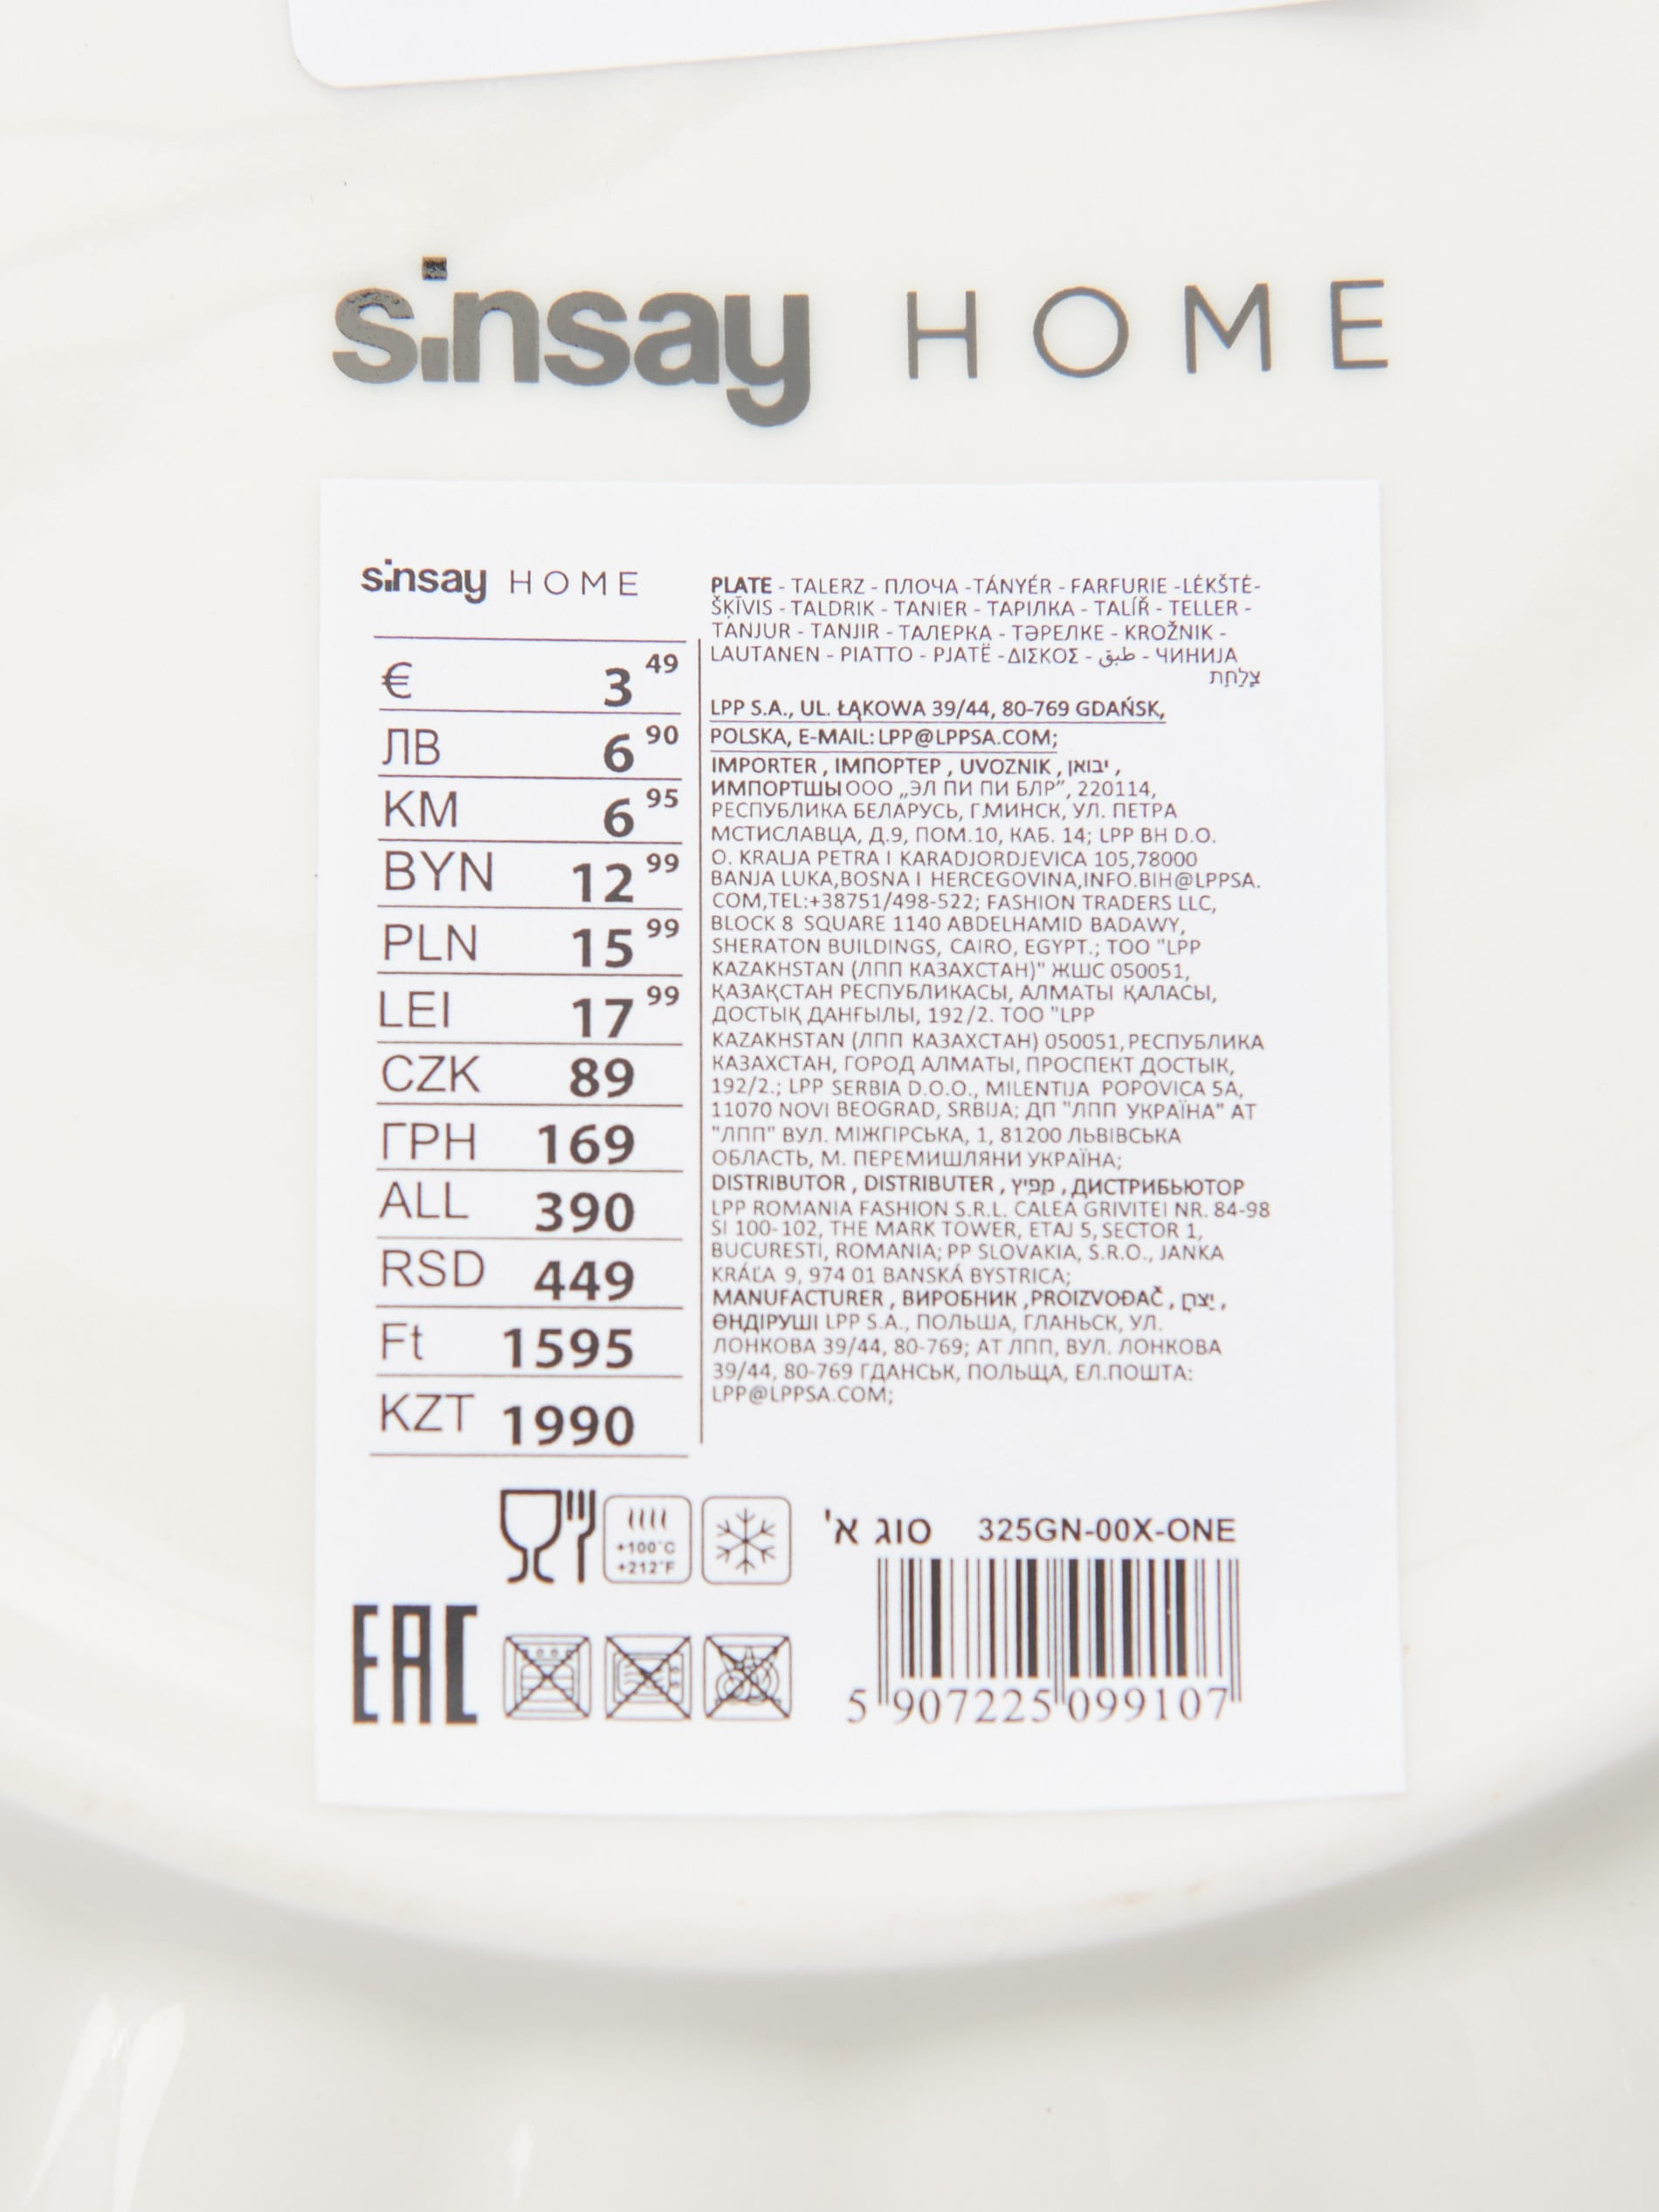 sinsay HOME
sinsay HOME
€ 3 49
ЛВ 6 90
KM 6 95
BYN 12 99
PLN 15 99
LEI 17 99
CZK 89
ГРН 169
ALL 390
RSD 449
Ft 1595
KZT 1990
PLATE - TALERZ - ПЛОЧА -TÁNYÉR - FARFURIE -LĖKŠTĖ-
ŠĶĪVIS - TALDRIK - TANIER - ТАРІЛКА - TALÍŘ - TELLER -
TANJUR - TANJIR - ТАЛЕРКА - ТӘРЕЛКЕ - KROŽNIK -
LAUTANEN - PIATTO - PJATË -ΔΙΣΚΟΣ - طبق - ЧИНИЈА
צַלַחַת
LPP S.A., UL. ŁĄKOWA 39/44, 80-769 GDAŃSK,
POLSKA, E-MAIL: LPP@LPPSA.COM;
IMPORTER , ІМПОРТЕР , UVOZNIK , יבואן ,
ИМПОРТШЫ ООО „ЭЛ ПИ ПИ БЛР”, 220114,
РЕСПУБЛИКА БЕЛАРУСЬ, Г.МИНСК, УЛ. ПЕТРА
МСТИСЛАВЦА, Д.9, ПОМ.10, КАБ. 14; LPP BH D.O.
O. KRALJA PETRA I KARADJORDJEVICA 105,78000
BANJA LUKA,BOSNA I HERCEGOVINA,INFO.BIH@LPPSA.
COM,TEL:+38751/498-522; FASHION TRADERS LLC,
BLOCK 8 SQUARE 1140 ABDELHAMID BADAWY,
SHERATON BUILDINGS, CAIRO, EGYPT.; ТОО "LPP
KAZAKHSTAN (ЛПП КАЗАХСТАН)" ЖШС 050051,
ҚАЗАҚСТАН РЕСПУБЛИКАСЫ, АЛМАТЫ ҚАЛАСЫ,
ДОСТЫҚ ДАНҒЫЛЫ, 192/2. ТОО "LPP
KAZAKHSTAN (ЛПП КАЗАХСТАН) 050051, РЕСПУБЛИКА
КАЗАХСТАН, ГОРОД АЛМАТЫ, ПРОСПЕКТ ДОСТЫК,
192/2.; LPP SERBIA D.O.O., MILENTIJA POPOVICA 5A,
11070 NOVI BEOGRAD, SRBIJA; ДП "ЛПП УКРАЇНА" АТ
"ЛПП" ВУЛ. МІЖГІРСЬКА, 1, 81200 ЛЬВІВСЬКА
ОБЛАСТЬ, М. ПЕРЕМИШЛЯНИ УКРАЇНА;
DISTRIBUTOR , DISTRIBUTER , מֵפִיץ , ДИСТРИБЬЮТОР
LPP ROMANIA FASHION S.R.L. CALEA GRIVITEI NR. 84-98
SI 100-102, THE MARK TOWER, ETAJ 5, SECTOR 1,
BUCURESTI, ROMANIA; PP SLOVAKIA, S.R.O., JANKA
KRÁĽA 9, 974 01 BANSKÁ BYSTRICA;
MANUFACTURER , ВИРОБНИК ,PROIZVOĐAČ , יַצרָן ,
ӨНДІРУШІ LPP S.A., ПОЛЬША, ГЛАНЬСК, УЛ.
ЛОНКОВА 39/44, 80-769; АТ ЛПП, ВУЛ. ЛОНКОВА
39/44, 80-769 ГДАНСЬК, ПОЛЬЩА, ЕЛ.ПОШТА:
LPP@LPPSA.COM;
+100°C
+212°F
סוג א' 325GN-00X-ONE
EAC
5 907225 099107